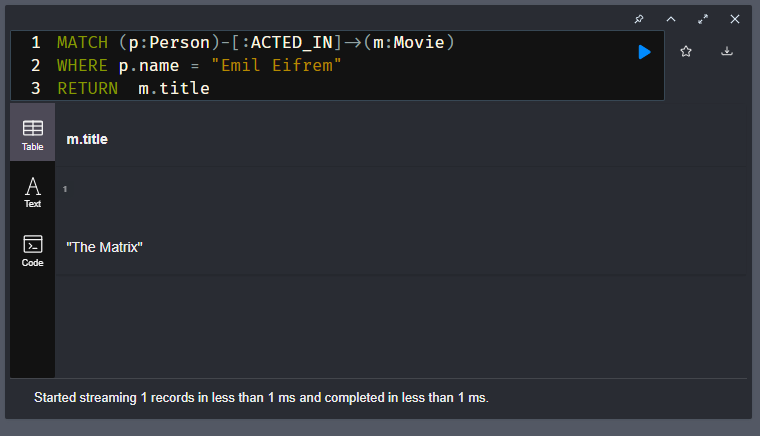 1 MATCH (p:Person)-[:ACTED_IN]→(m:Movie)
2 WHERE p.name = "Emil Eifrem"
3 RETURN  m.title
Table
m.title
1
Text
"The Matrix"
Code
Started streaming 1 records in less than 1 ms and completed in less than 1 ms.